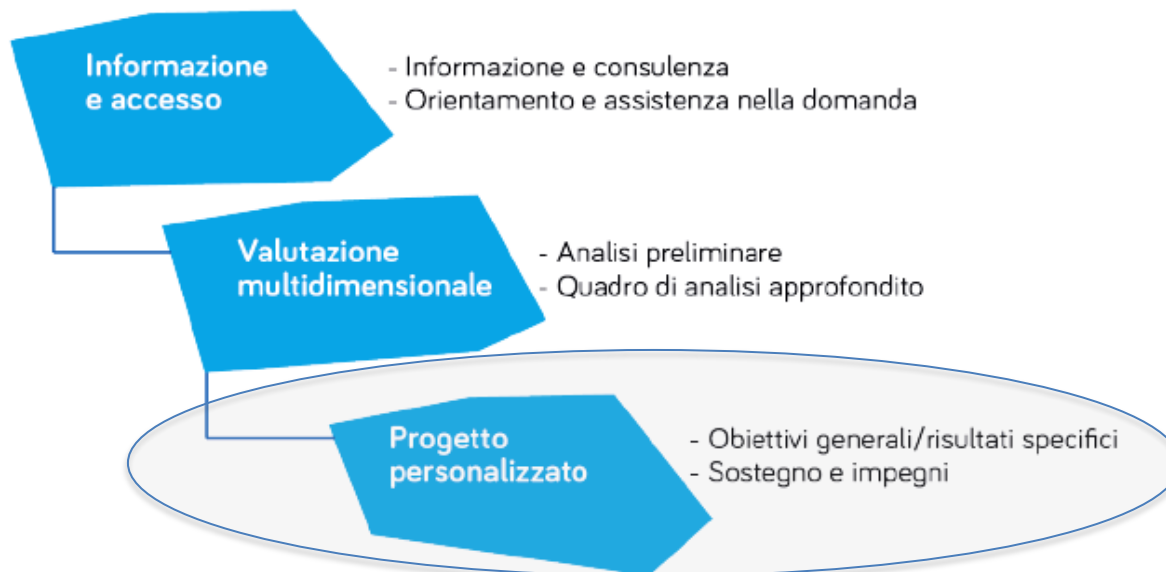 Informazione
e accesso
- Informazione e consulenza
- Orientamento e assistenza nella domanda
Valutazione
multidimensionale
- Analisi preliminare
- Quadro di analisi approfondito
Progetto
personalizzato
- Obiettivi generali/risultati specifici
- Sostegno e impegni